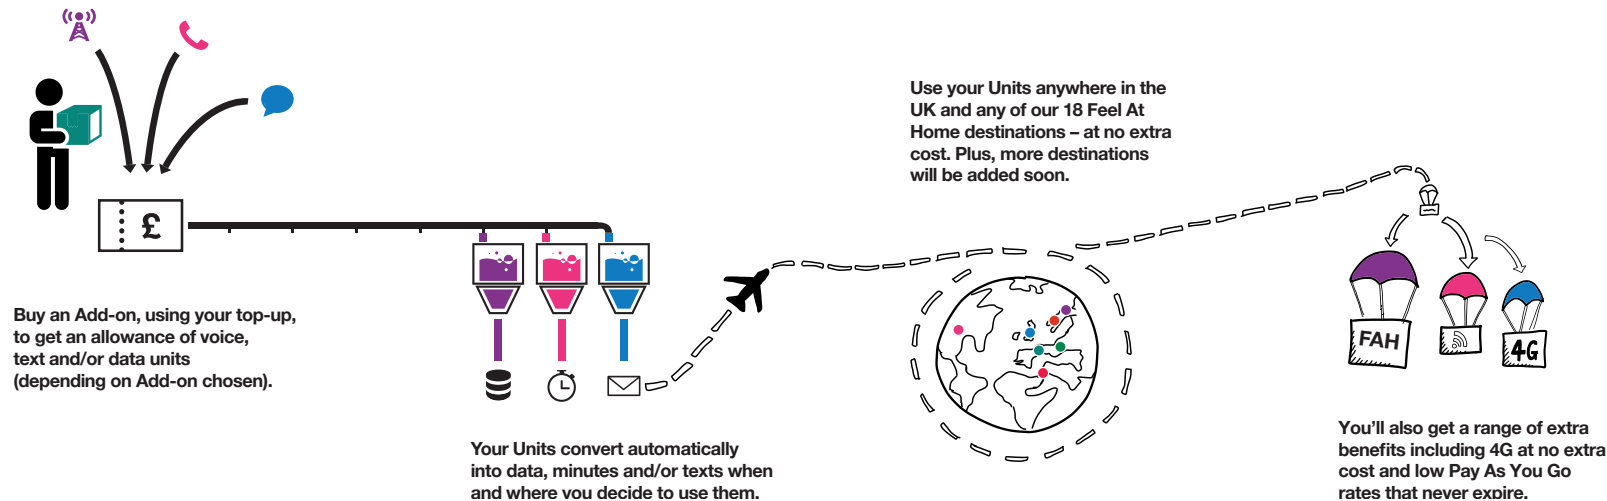 £
Buy an Add-on, using your top-up,
to get an allowance of voice,
text and/or data units
(depending on Add-on chosen).
Your Units convert automatically
into data, minutes and/or texts when
and where you decide to use them.
Use your Units anywhere in the
UK and any of our 18 Feel At
Home destinations – at no extra
cost. Plus, more destinations
will be added soon.
FAH
4G
You’ll also get a range of extra
benefits including 4G at no extra
cost and low Pay As You Go
rates that never expire.